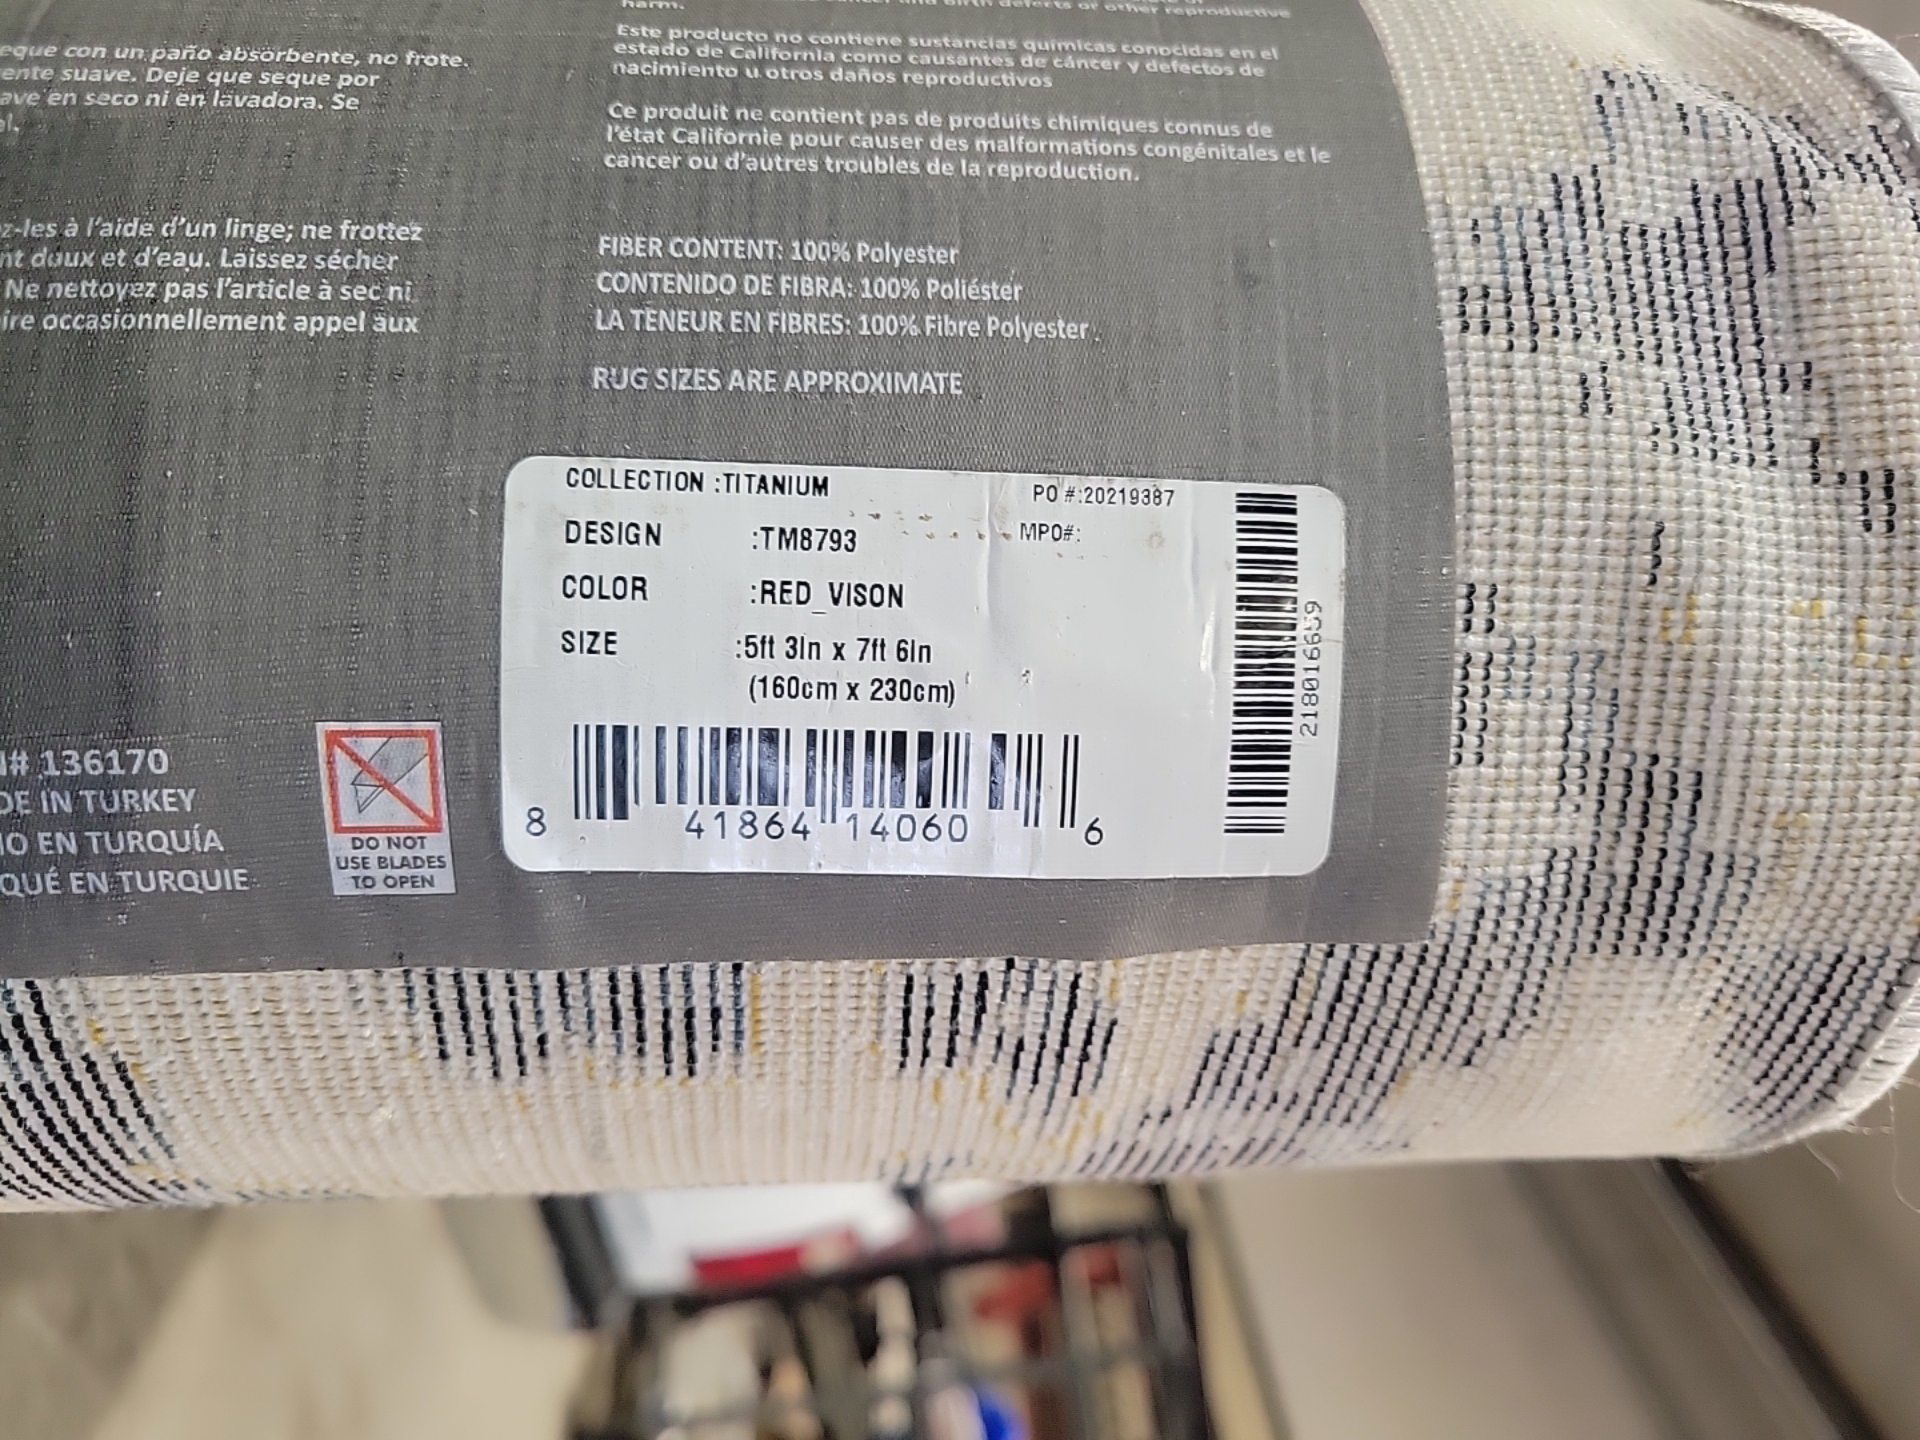 harm.
Este producto no contiene sustancias químicas conocidas en el
estado de California como causantes de cáncer y defectos de
nacimiento u otros daños reproductivos
Ce produit ne contient pas de produits chimiques connus de
l'état Californie pour causer des malformations congénitales et le
cancer ou d'autres troubles de la reproduction.
eque con un paño absorbente, no frote.
ente suave. Deje que seque por
ave en seco ni en lavadora. Se
el.
z-les à l'aide d'un linge; ne frottez
nt doux et d'eau. Laissez sécher
Ne nettoyez pas l'article à sec ni
ire occasionnellement appel aux
FIBER CONTENT: 100% Polyester
CONTENIDO DE FIBRA: 100% Poliéster
LA TENEUR EN FIBRES: 100% Fibre Polyester
RUG SIZES ARE APPROXIMATE
COLLECTION :TITANIUM
PO #:20219387
MPO#:
DESIGN :TM8793
COLOR :RED_VISON
SIZE :5ft 3In x 7ft 6In
(160cm x 230cm)
8 41864 14060 6
218016659
# 136170
DE IN TURKEY
HO EN TURQUÍA
QUÉ EN TURQUIE
DO NOT
USE BLADES
TO OPEN